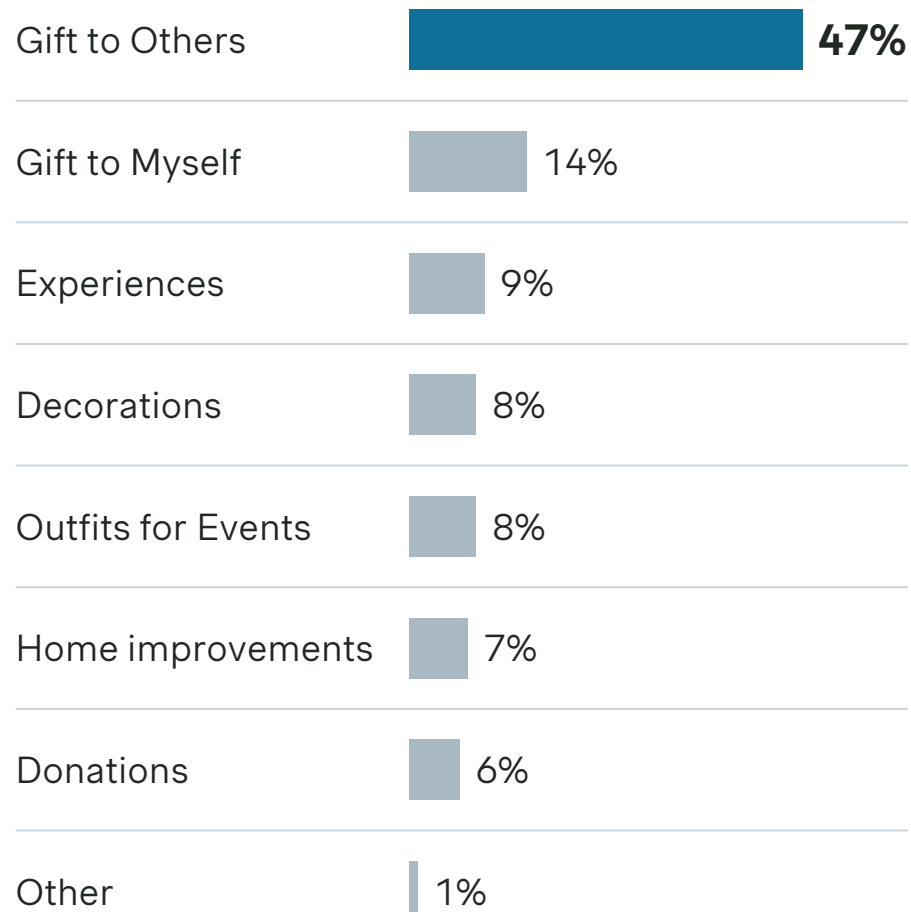 Gift to Others 47%
Gift to Myself 14%
Experiences 9%
Decorations 8%
Outfits for Events 8%
Home improvements 7%
Donations 6%
Other 1%